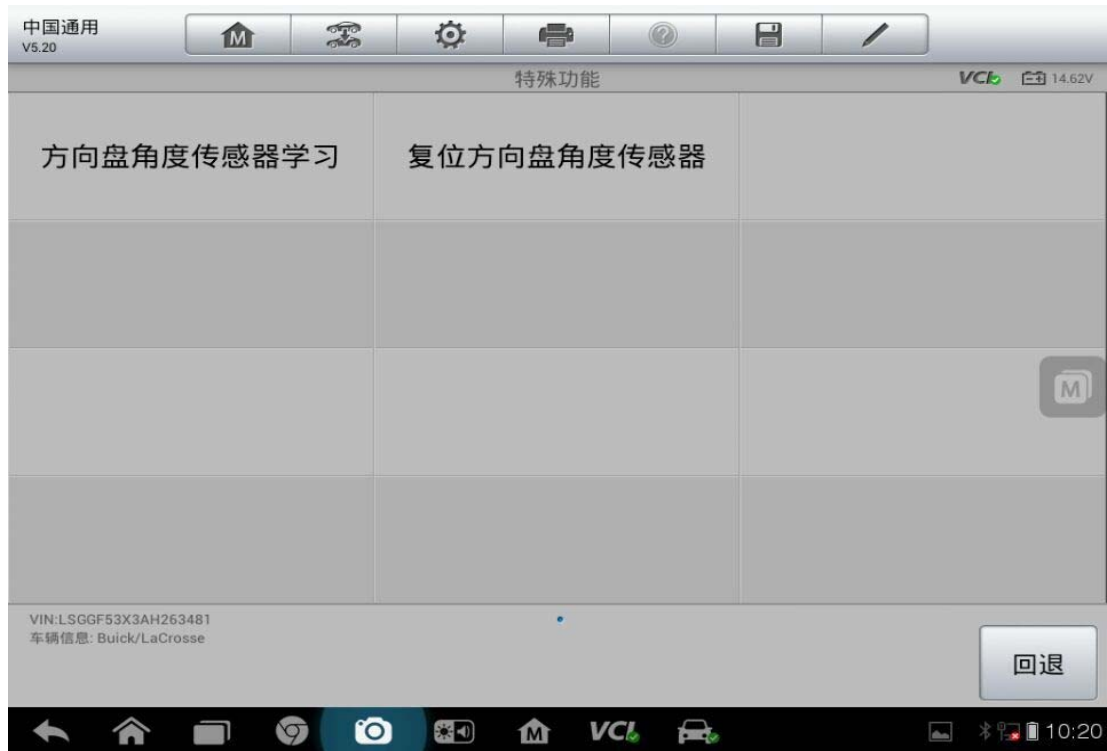 中国通用
V5.20
M
特殊功能
VCI 14.62V
方向盘角度传感器学习 复位方向盘角度传感器
M
VIN:LSGGF53X3AH263481
车辆信息: Buick/LaCrosse
回退
M VCI 10:20